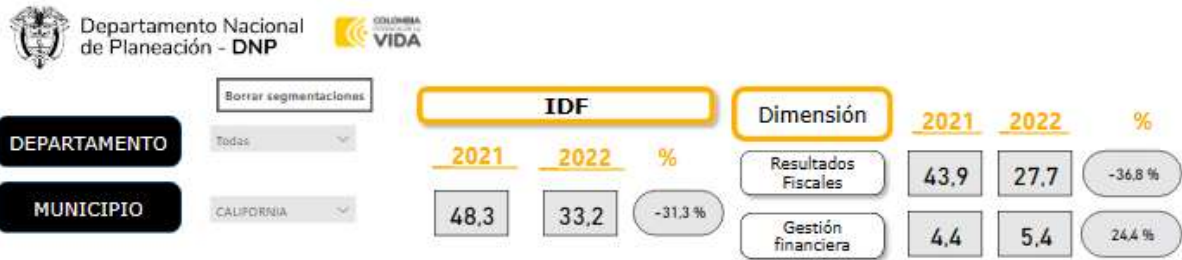 Departamento Nacional
de Planeación - DNP
COLOMBIA
VIDA
Borrar segmentaciones
DEPARTAMENTO
Todas
MUNICIPIO
CALIFORNIA
IDF
2021 2022 %
48,3 33,2 -31,3 %
Dimensión 2021 2022 %
Resultados
Fiscales
43,9 27,7 -36,8 %
Gestión
financiera
4,4 5,4 24,4 %